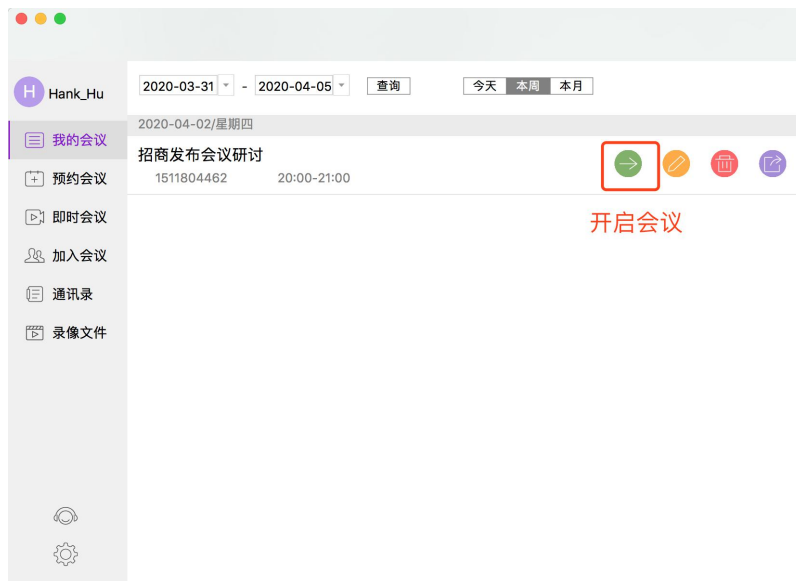 H Hank_Hu
2020-03-31 - 2020-04-05 查询 今天 本周 本月
我的会议
预约会议
即时会议
加入会议
通讯录
录像文件
2020-04-02/星期四
招商发布会议研讨
1511804462 20:00-21:00
开启会议